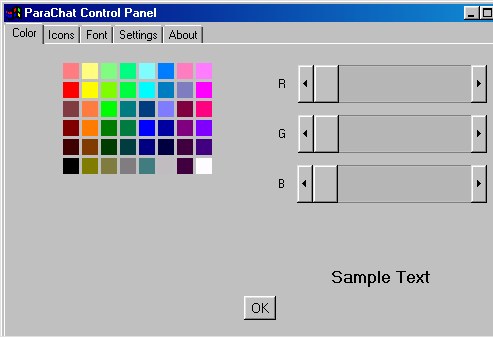 ParaChat Control Panel
Color Icons Font Settings About
R
G
B
Sample Text
OK